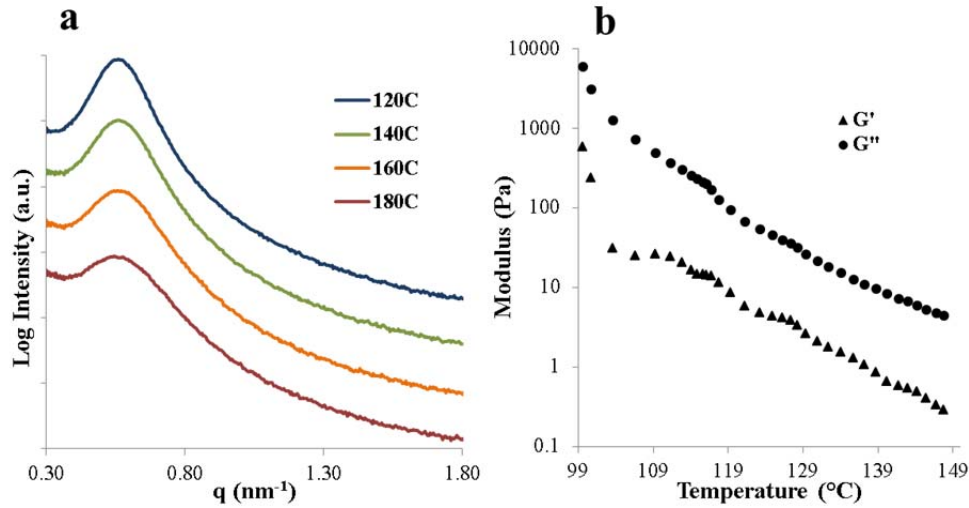 a
Log Intensity (a.u.)
120C
140C
160C
180C
0.30 0.80 1.30 1.80
q (nm-1)
b
Modulus (Pa)
10000
1000
100
10
1
0.1
G'
G"
99 109 119 129 139 149
Temperature (°C)